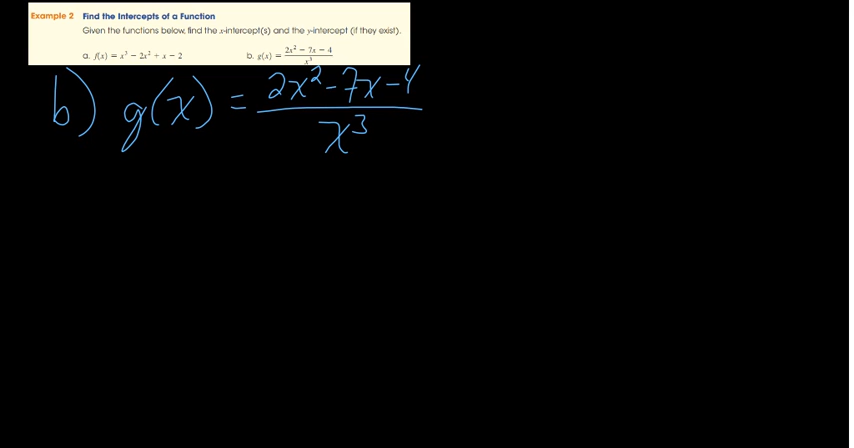 Example 2 Find the Intercepts of a Function
Given the functions below, find the x-intercept(s) and the y-intercept (if they exist).
a. f(x) = x³ − 2x² + x − 2 b. g(x) = (2x² − 7x − 4)/x³
b) g(x) = (2x² − 7x − 4)/x³